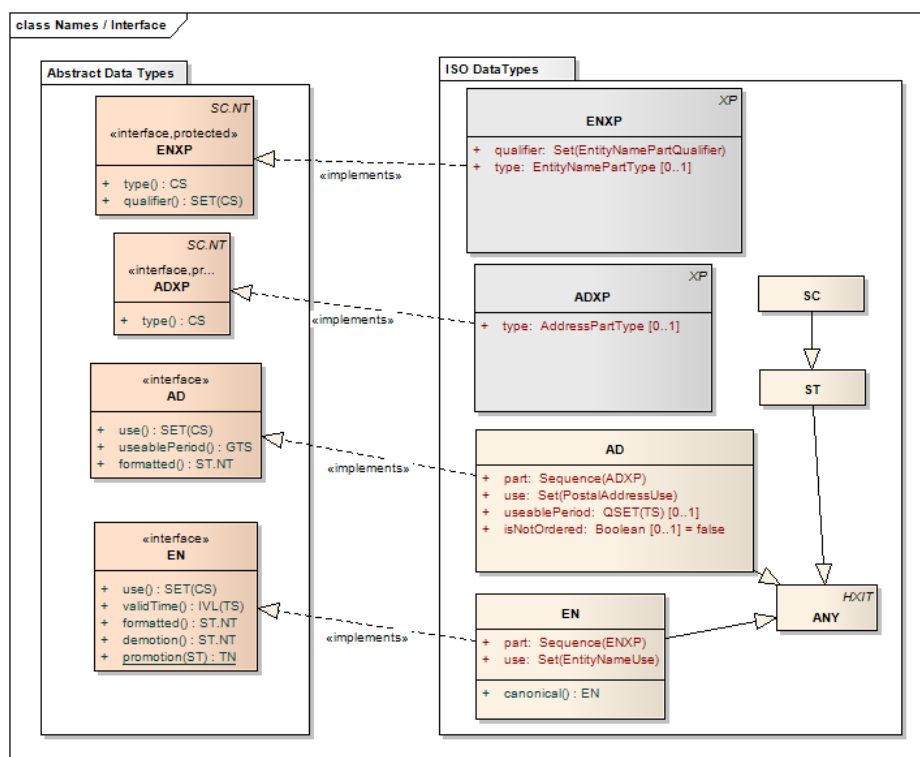 class Names / Interface
Abstract Data Types
SC.NT
«interface,protected»
ENXP
+ type() : CS
+ qualifier() : SET(CS)
SC.NT
«interface,pr...
ADXP
+ type() : CS
«interface»
AD
+ use() : SET(CS)
+ useablePeriod() : GTS
+ formatted() : ST.NT
«interface»
EN
+ use() : SET(CS)
+ validTime() : IVL(TS)
+ formatted() : ST.NT
+ demotion() : ST.NT
+ promotion(ST) : TN
«implements»
«implements»
«implements»
«implements»
ISO DataTypes
XP
ENXP
+ qualifier: Set(EntityNamePartQualifier)
+ type: EntityNamePartType [0..1]
XP
ADXP
+ type: AddressPartType [0..1]
SC
ST
AD
+ part: Sequence(ADXP)
+ use: Set(PostalAddressUse)
+ useablePeriod: QSET(TS) [0..1]
+ isNotOrdered: Boolean [0..1] = false
HXIT
ANY
EN
+ part: Sequence(ENXP)
+ use: Set(EntityNameUse)
+ canonical() : EN